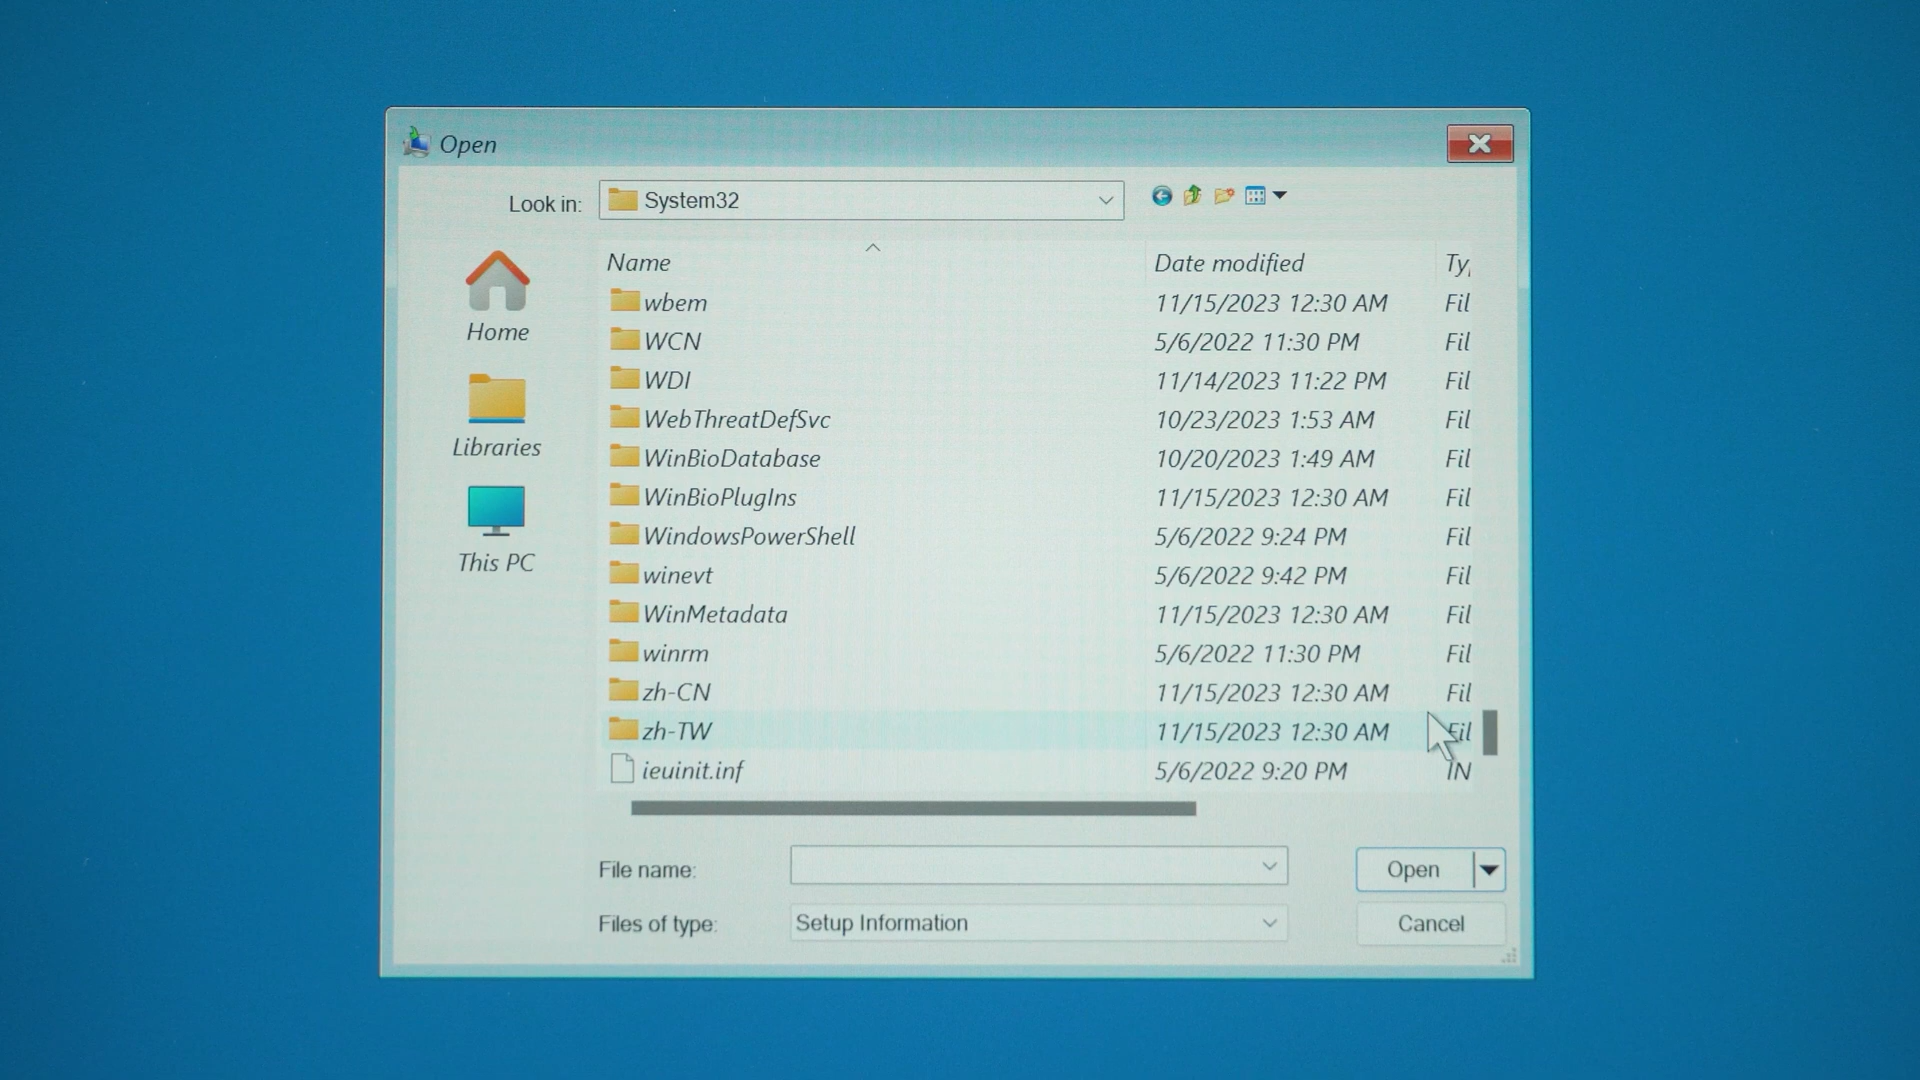 Open
Look in: System32
Name Date modified
Home
Libraries
This PC
wbem 11/15/2023 12:30 AM Fil
WCN 5/6/2022 11:30 PM Fil
WDI 11/14/2023 11:22 PM Fil
WebThreatDefSvc 10/23/2023 1:53 AM Fil
WinBioDatabase 10/20/2023 1:49 AM Fil
WinBioPlugIns 11/15/2023 12:30 AM Fil
WindowsPowerShell 5/6/2022 9:24 PM Fil
winevt 5/6/2022 9:42 PM Fil
WinMetadata 11/15/2023 12:30 AM Fil
winrm 5/6/2022 11:30 PM Fil
zh-CN 11/15/2023 12:30 AM Fil
zh-TW 11/15/2023 12:30 AM Fil
ieuinit.inf 5/6/2022 9:20 PM IN
File name: Open
Files of type: Setup Information Cancel